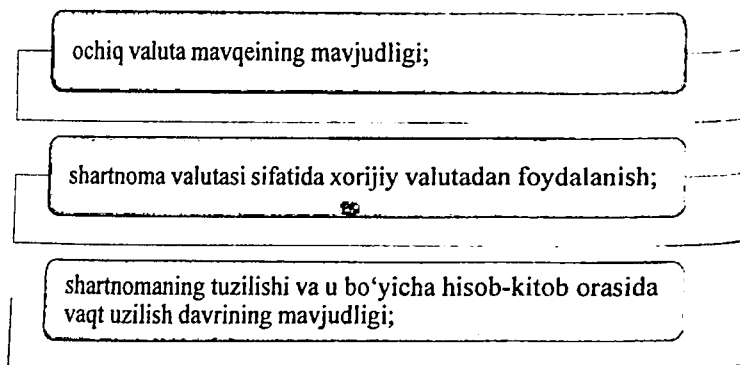 ochiq valuta mavqeining mavjudligi;
shartnoma valutasi sifatida xorijiy valutadan foydalanish;
shartnomaning tuzilishi va u bo‘yicha hisob-kitob orasida
vaqt uzilish davrining mavjudligi;